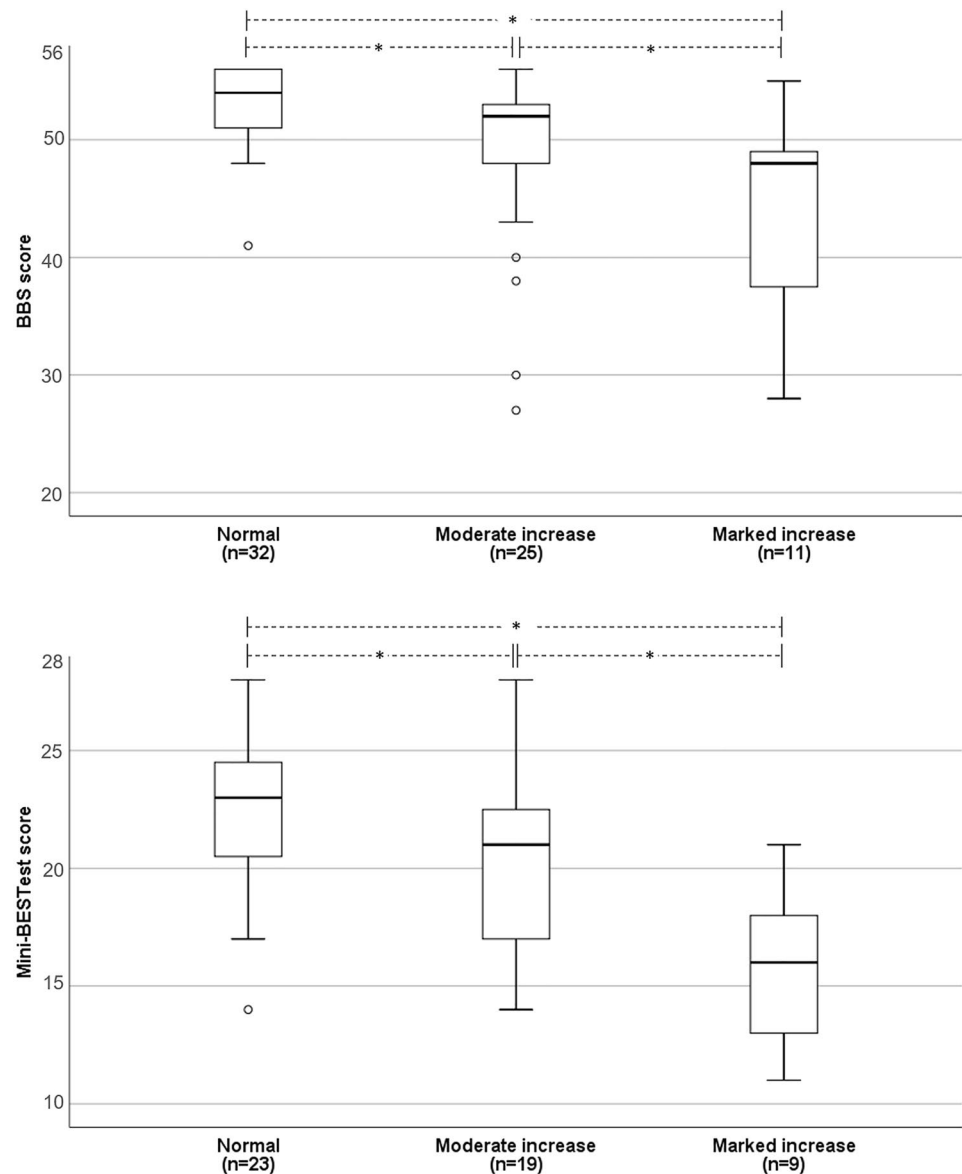 *
* *
56
50
40
30
20
BBS score
Normal Moderate increase Marked increase
(n=32) (n=25) (n=11)
*
* *
28
25
20
15
10
Mini-BESTest score
Normal Moderate increase Marked increase
(n=23) (n=19) (n=9)